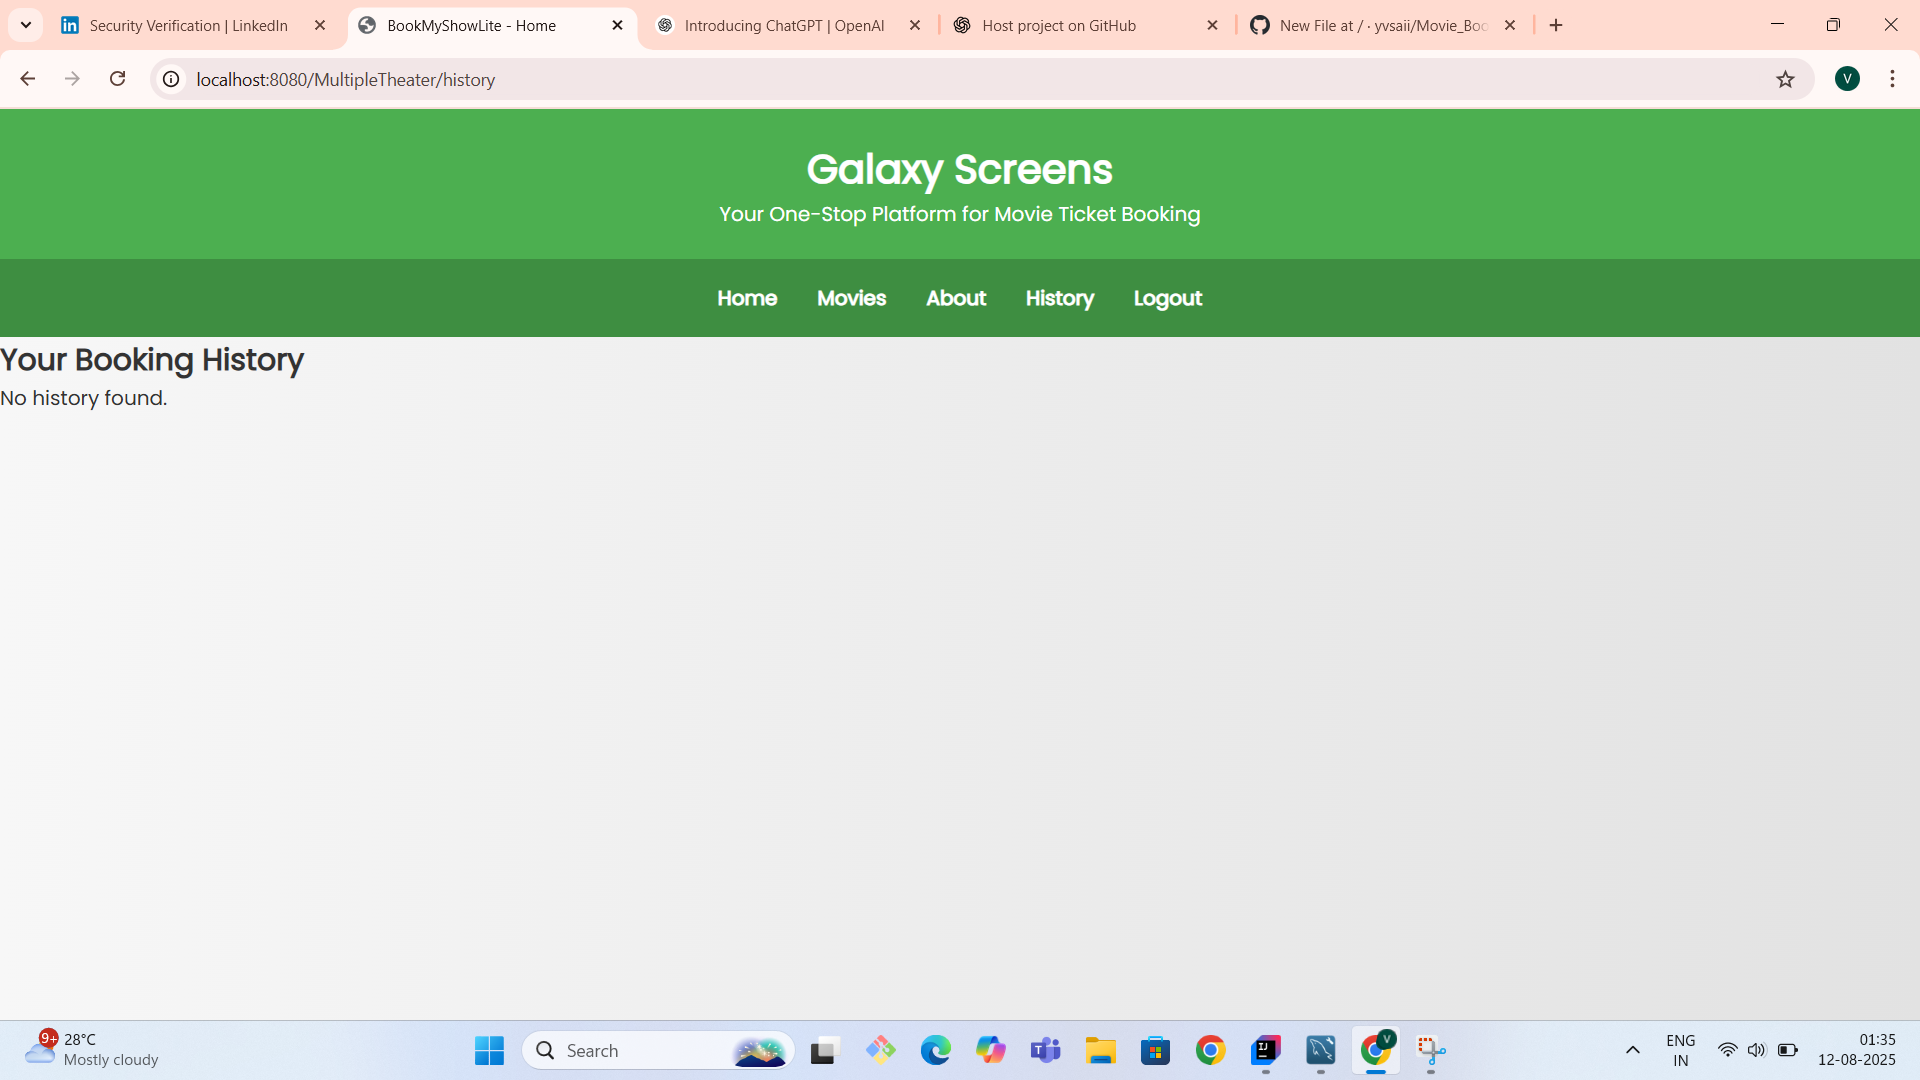 Security Verification | LinkedIn
BookMyShowLite - Home
Introducing ChatGPT | OpenAI
Host project on GitHub
New File at / · yvsaii/Movie_Boo
localhost:8080/MultipleTheater/history
V
Galaxy Screens
Your One-Stop Platform for Movie Ticket Booking
Home Movies About History Logout
Your Booking History
No history found.
9+
28°C
Mostly cloudy
Search
V
ENG
IN
01:35
12-08-2025